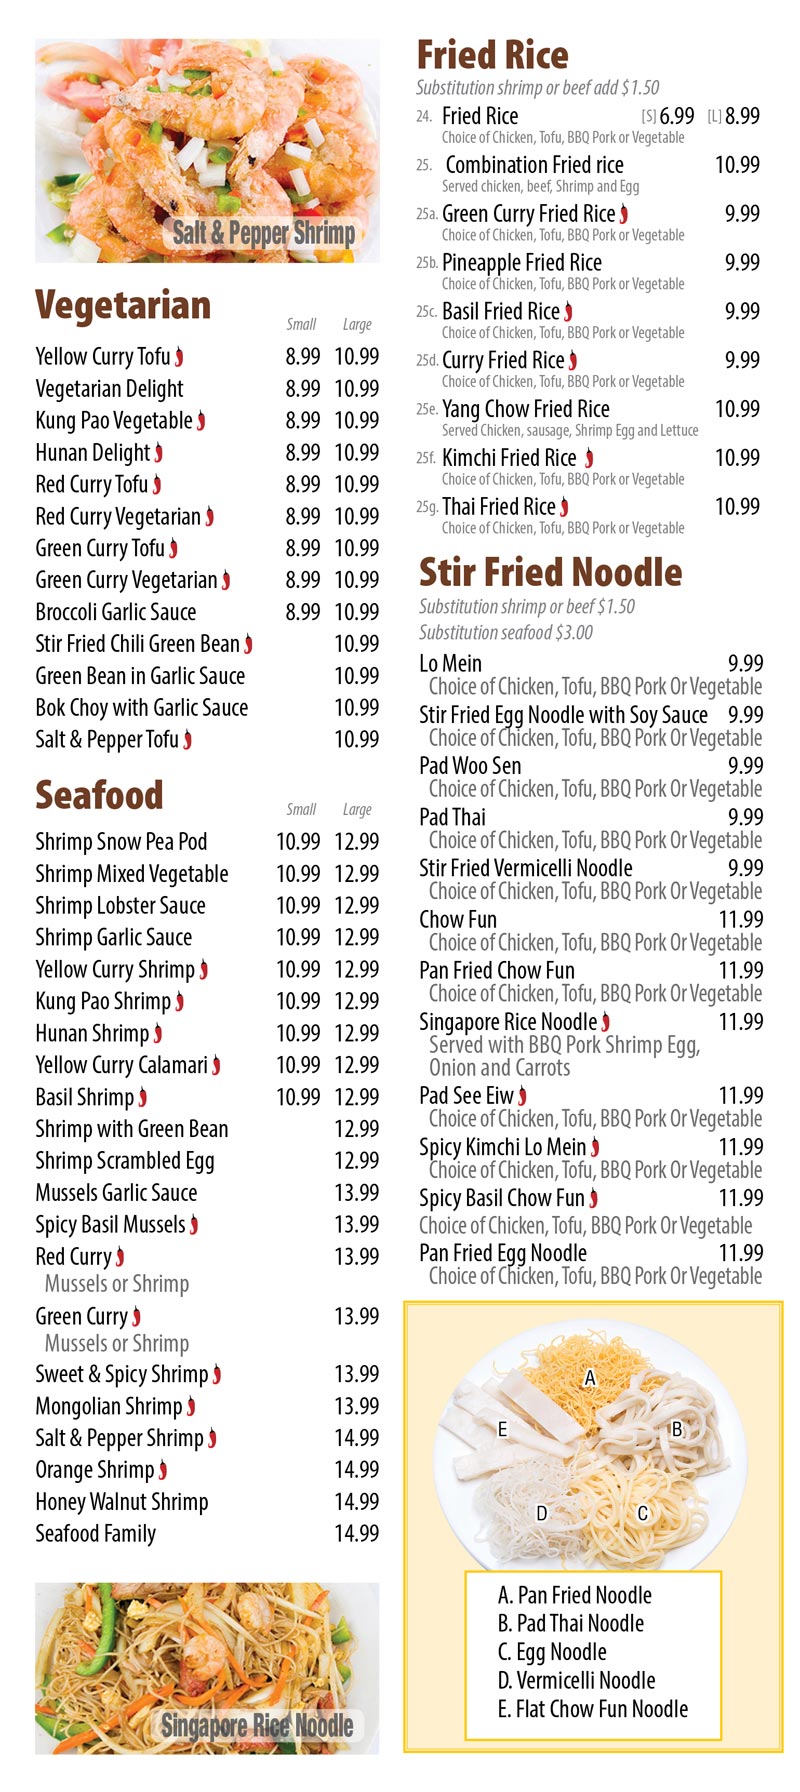 Salt & Pepper Shrimp
Vegetarian
Small Large
Yellow Curry Tofu 8.99 10.99
Vegetarian Delight 8.99 10.99
Kung Pao Vegetable 8.99 10.99
Hunan Delight 8.99 10.99
Red Curry Tofu 8.99 10.99
Red Curry Vegetarian 8.99 10.99
Green Curry Tofu 8.99 10.99
Green Curry Vegetarian 8.99 10.99
Broccoli Garlic Sauce 8.99 10.99
Stir Fried Chili Green Bean 10.99
Green Bean in Garlic Sauce 10.99
Bok Choy with Garlic Sauce 10.99
Salt & Pepper Tofu 10.99
Seafood
Small Large
Shrimp Snow Pea Pod 10.99 12.99
Shrimp Mixed Vegetable 10.99 12.99
Shrimp Lobster Sauce 10.99 12.99
Shrimp Garlic Sauce 10.99 12.99
Yellow Curry Shrimp 10.99 12.99
Kung Pao Shrimp 10.99 12.99
Hunan Shrimp 10.99 12.99
Yellow Curry Calamari 10.99 12.99
Basil Shrimp 10.99 12.99
Shrimp with Green Bean 12.99
Shrimp Scrambled Egg 12.99
Mussels Garlic Sauce 13.99
Spicy Basil Mussels 13.99
Red Curry 13.99
Mussels or Shrimp
Green Curry 13.99
Mussels or Shrimp
Sweet & Spicy Shrimp 13.99
Mongolian Shrimp 13.99
Salt & Pepper Shrimp 14.99
Orange Shrimp 14.99
Honey Walnut Shrimp 14.99
Seafood Family 14.99
Singapore Rice Noodle
Fried Rice
Substitution shrimp or beef add $1.50
24. Fried Rice [S] 6.99 [L] 8.99
Choice of Chicken, Tofu, BBQ Pork or Vegetable
25. Combination Fried rice 10.99
Served chicken, beef, Shrimp and Egg
25a. Green Curry Fried Rice 9.99
Choice of Chicken, Tofu, BBQ Pork or Vegetable
25b. Pineapple Fried Rice 9.99
Choice of Chicken, Tofu, BBQ Pork or Vegetable
25c. Basil Fried Rice 9.99
Choice of Chicken, Tofu, BBQ Pork or Vegetable
25d. Curry Fried Rice 9.99
Choice of Chicken, Tofu, BBQ Pork or Vegetable
25e. Yang Chow Fried Rice 10.99
Served Chicken, sausage, Shrimp Egg and Lettuce
25f. Kimchi Fried Rice 10.99
Choice of Chicken, Tofu, BBQ Pork or Vegetable
25g. Thai Fried Rice 10.99
Choice of Chicken, Tofu, BBQ Pork or Vegetable
Stir Fried Noodle
Substitution shrimp or beef $1.50
Substitution seafood $3.00
Lo Mein 9.99
Choice of Chicken, Tofu, BBQ Pork Or Vegetable
Stir Fried Egg Noodle with Soy Sauce 9.99
Choice of Chicken, Tofu, BBQ Pork Or Vegetable
Pad Woo Sen 9.99
Choice of Chicken, Tofu, BBQ Pork Or Vegetable
Pad Thai 9.99
Choice of Chicken, Tofu, BBQ Pork Or Vegetable
Stir Fried Vermicelli Noodle 9.99
Choice of Chicken, Tofu, BBQ Pork Or Vegetable
Chow Fun 11.99
Choice of Chicken, Tofu, BBQ Pork Or Vegetable
Pan Fried Chow Fun 11.99
Choice of Chicken, Tofu, BBQ Pork Or Vegetable
Singapore Rice Noodle 11.99
Served with BBQ Pork Shrimp Egg,
Onion and Carrots
Pad See Eiw 11.99
Choice of Chicken, Tofu, BBQ Pork Or Vegetable
Spicy Kimchi Lo Mein 11.99
Choice of Chicken, Tofu, BBQ Pork Or Vegetable
Spicy Basil Chow Fun 11.99
Choice of Chicken, Tofu, BBQ Pork Or Vegetable
Pan Fried Egg Noodle 11.99
Choice of Chicken, Tofu, BBQ Pork Or Vegetable
A
B
E
D
C
A. Pan Fried Noodle
B. Pad Thai Noodle
C. Egg Noodle
D. Vermicelli Noodle
E. Flat Chow Fun Noodle